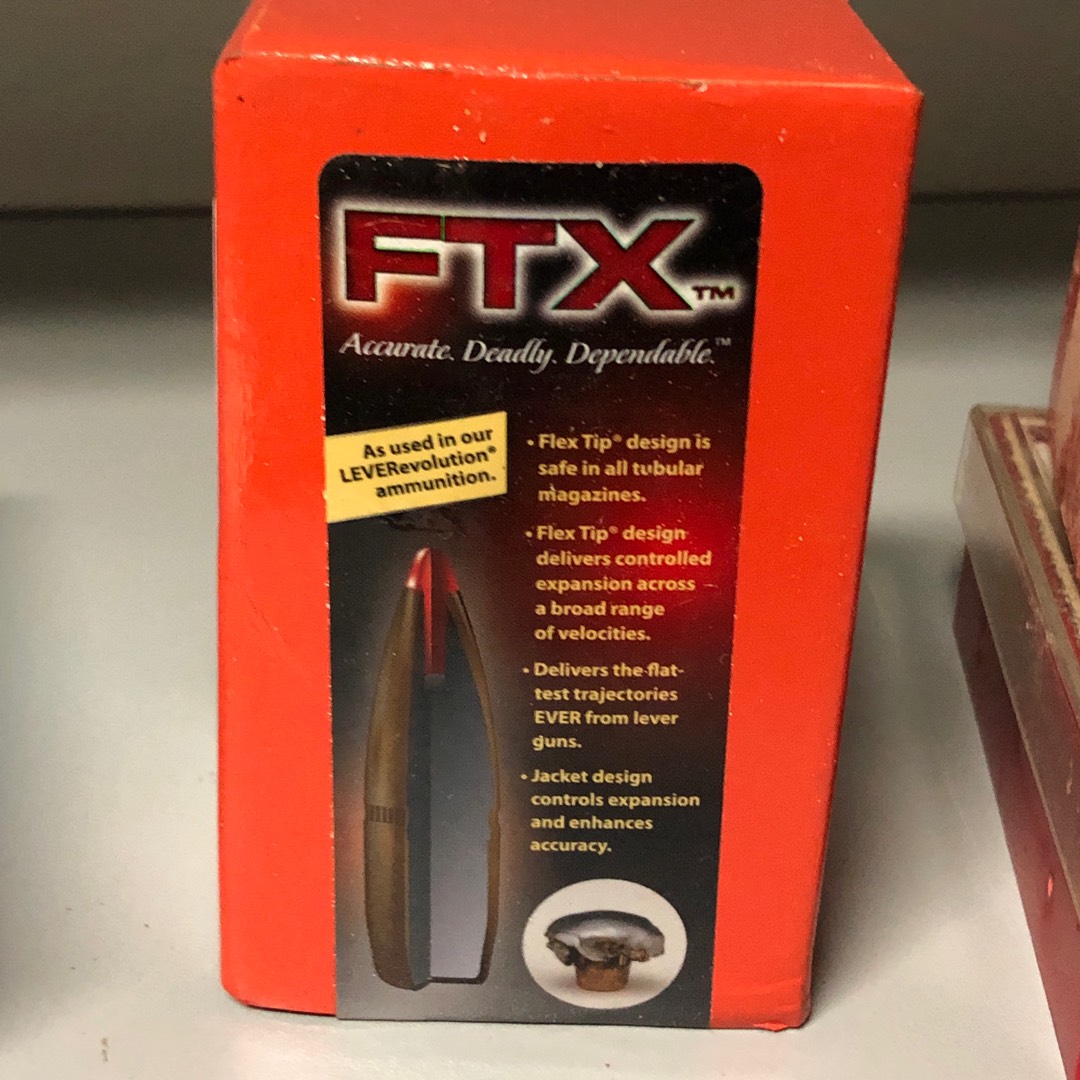 FTX™
Accurate. Deadly. Dependable.™
As used in our
LEVERevolution®
ammunition.
• Flex Tip® design is
safe in all tubular
magazines.
• Flex Tip® design
delivers controlled
expansion across
a broad range
of velocities.
• Delivers the flat-
test trajectories
EVER from lever
guns.
• Jacket design
controls expansion
and enhances
accuracy.